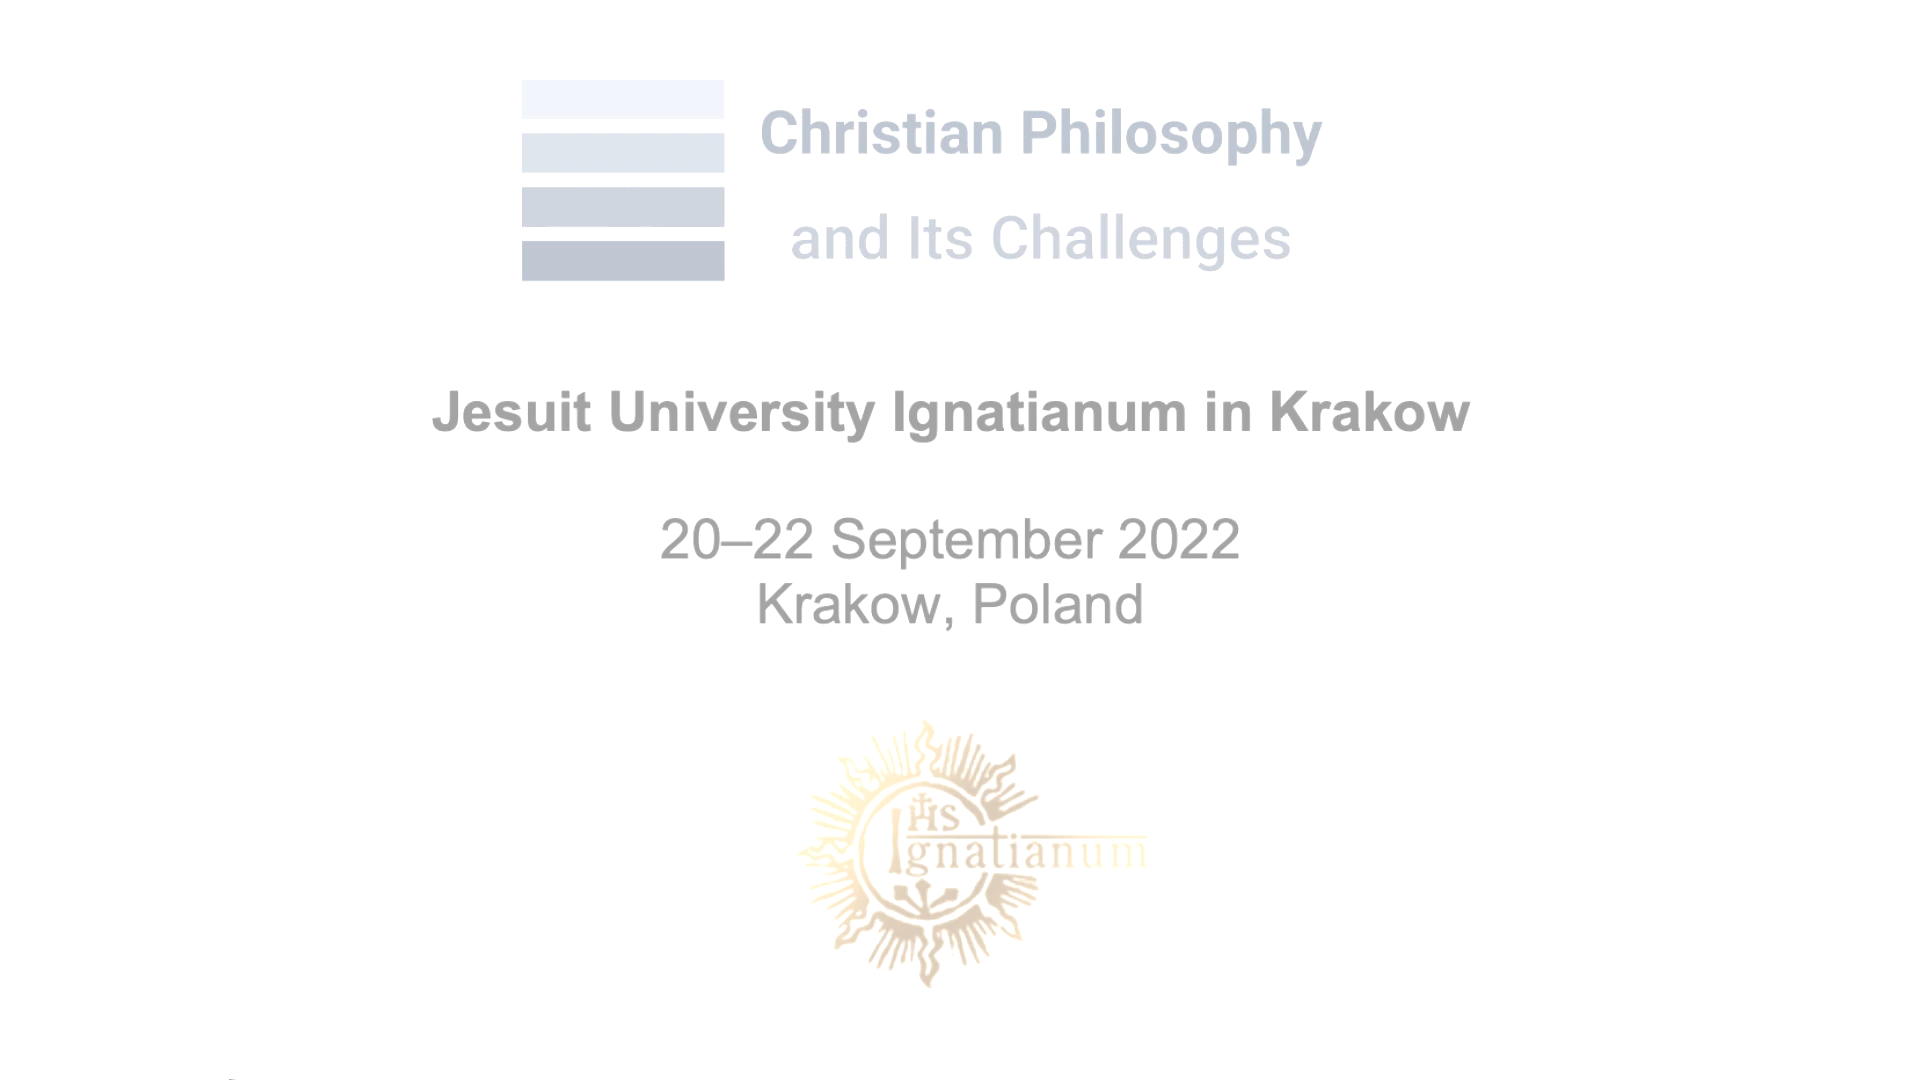 Christian Philosophy
and Its Challenges
Jesuit University Ignatianum in Krakow
20–22 September 2022
Krakow, Poland
IHS
Ignatianum